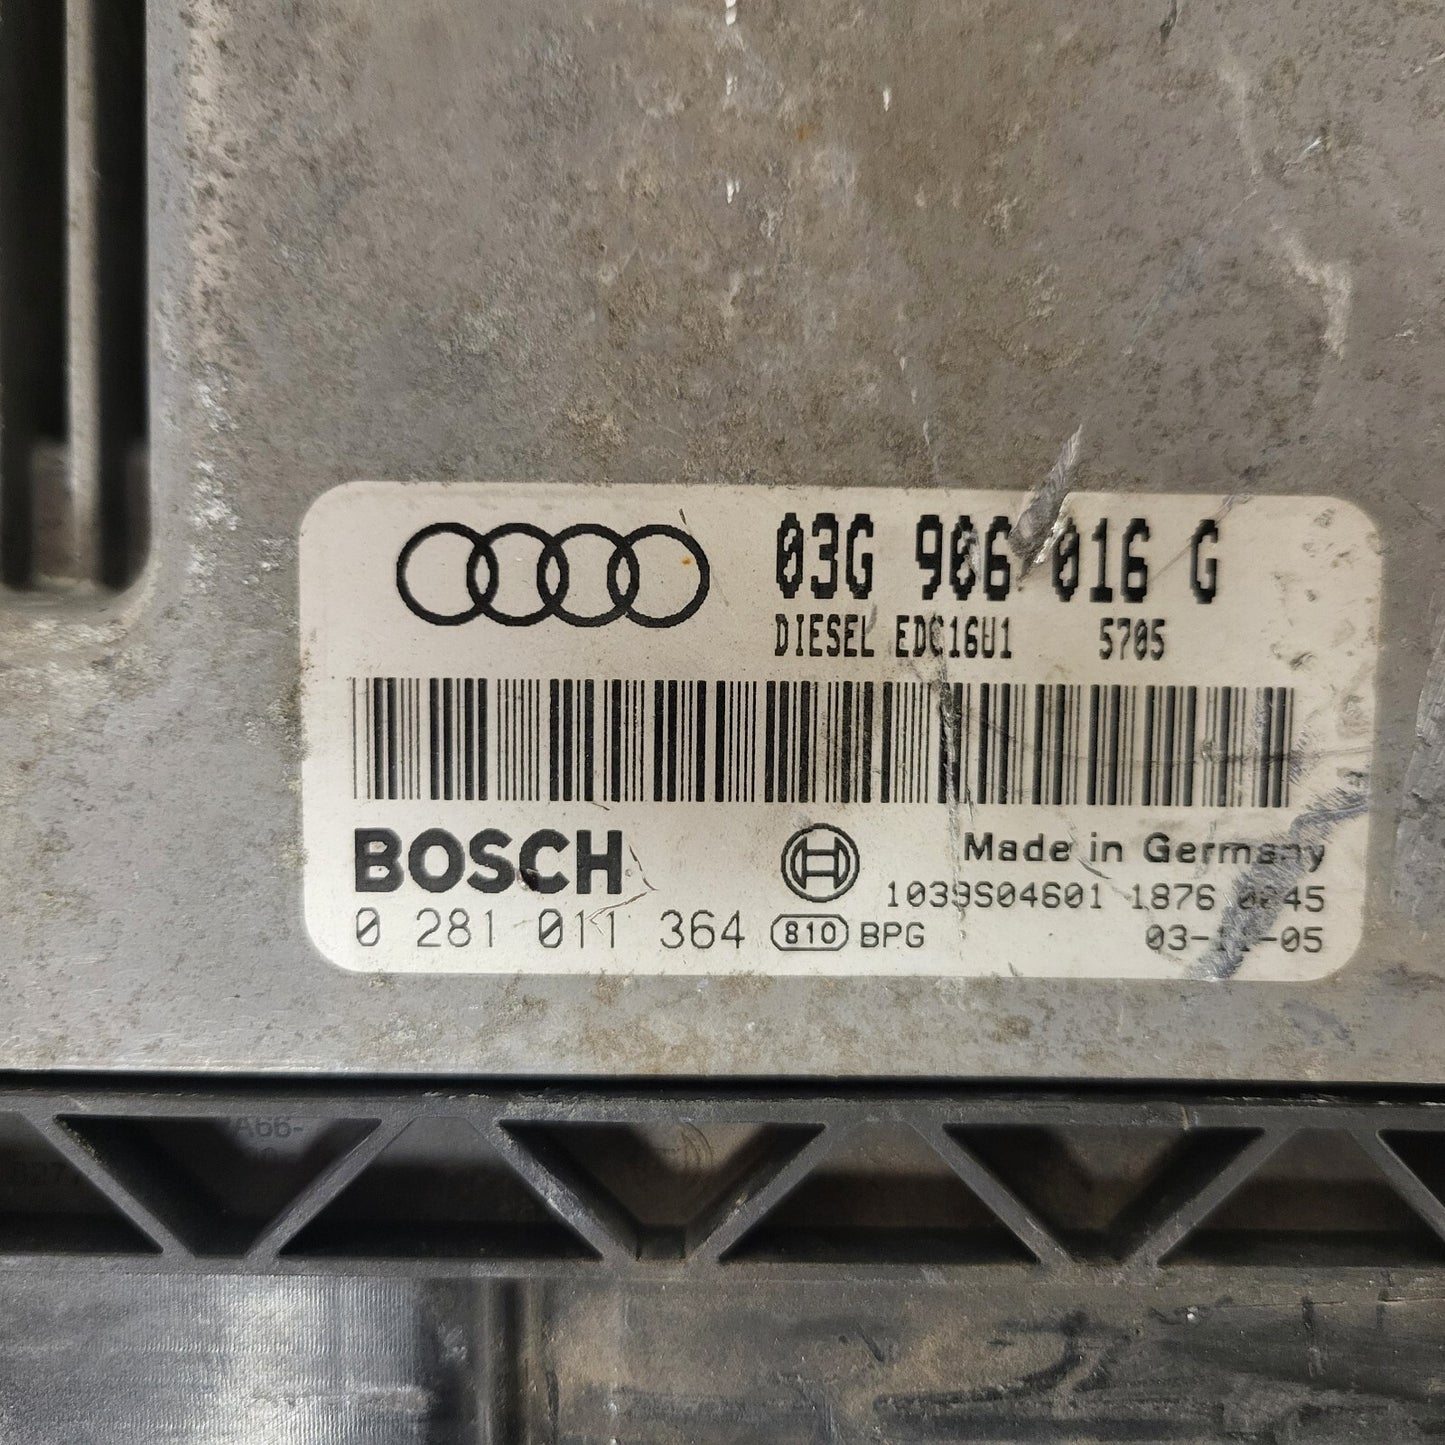 03G 906 016 G
DIESEL EDC16U1 5705
BOSCH
Made in Germany
1039S04601 1876
0 281 011 364 810 BPG